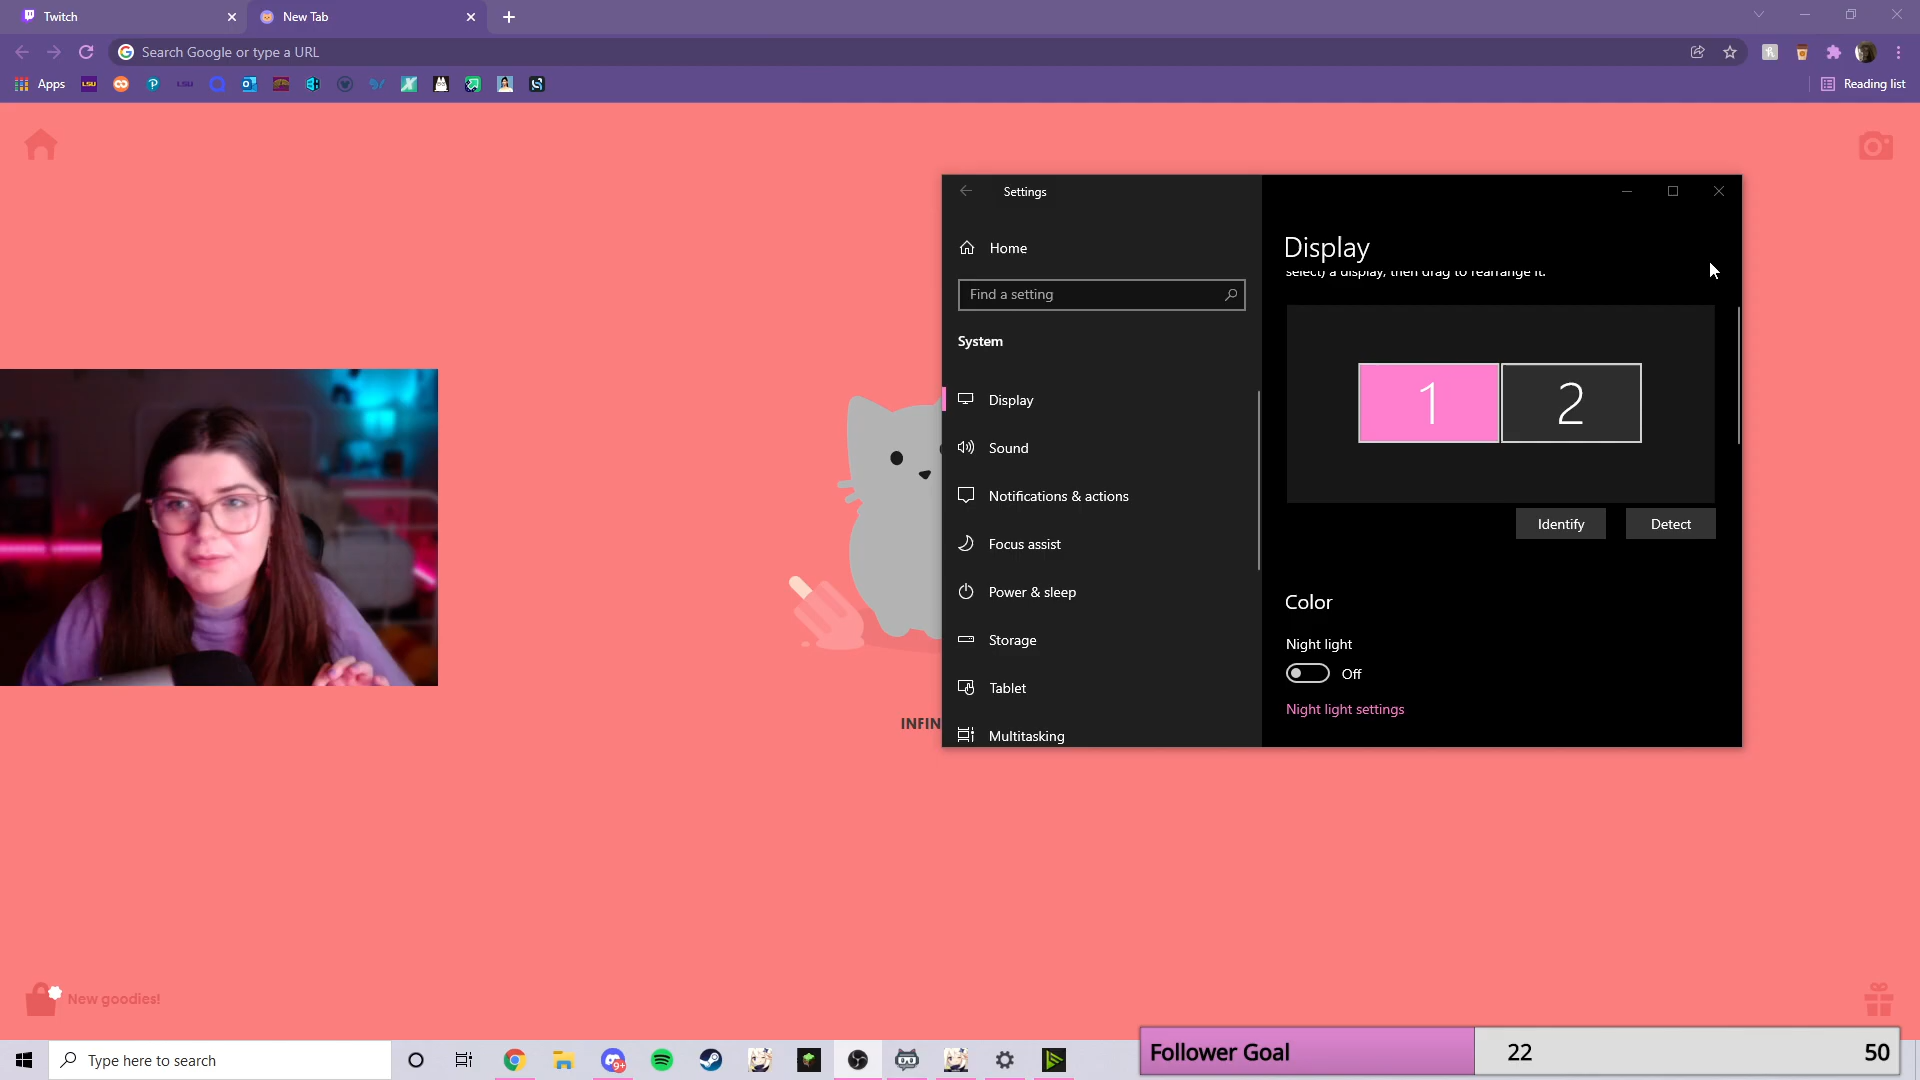 Twitch
New Tab
Search Google or type a URL
Apps
LSU
LSU
Reading list
Settings
Home
Display
select) a display, then drag to rearrange it.
Find a setting
System
1
2
Display
Sound
Notifications & actions
Identify
Detect
Focus assist
Power & sleep
Color
Storage
Night light
Off
Tablet
Night light settings
INFIN
Multitasking
New goodies!
Type here to search
9+
Follower Goal
22
50